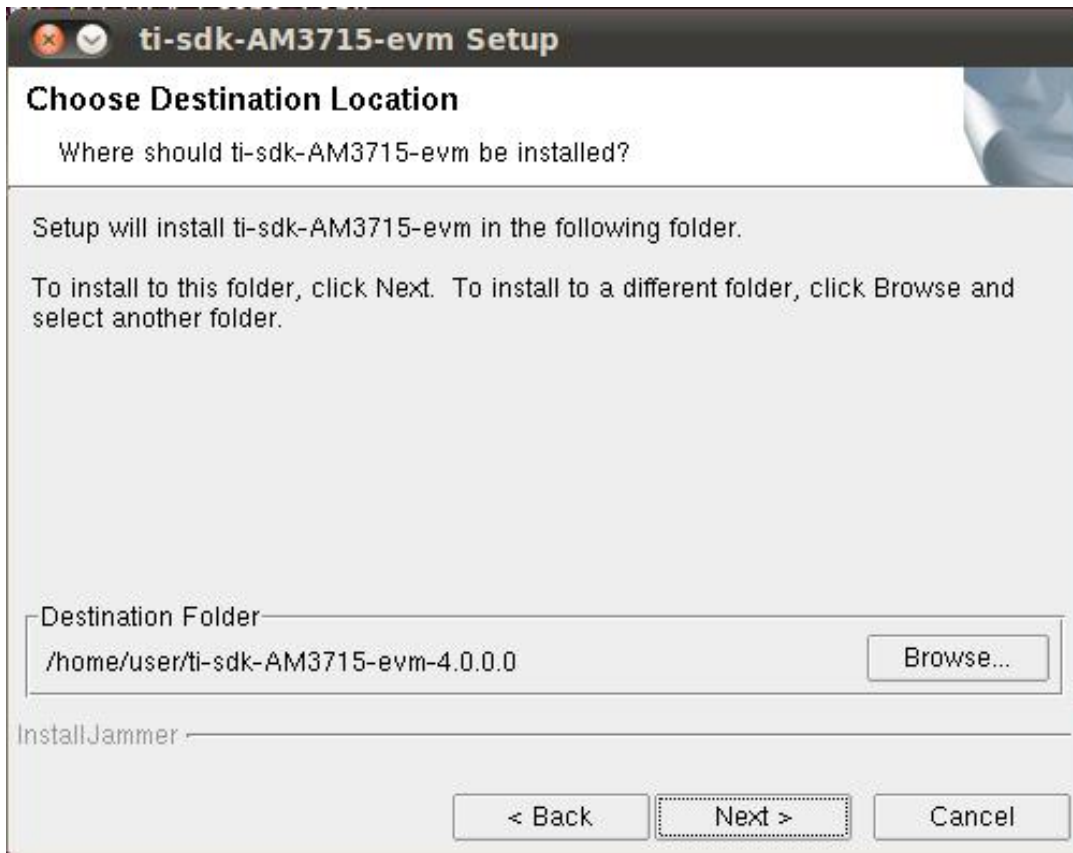 ti-sdk-AM3715-evm Setup
Choose Destination Location
Where should ti-sdk-AM3715-evm be installed?
Setup will install ti-sdk-AM3715-evm in the following folder.
To install to this folder, click Next.  To install to a different folder, click Browse and
select another folder.
Destination Folder
/home/user/ti-sdk-AM3715-evm-4.0.0.0
Browse...
InstallJammer
< Back
Next >
Cancel